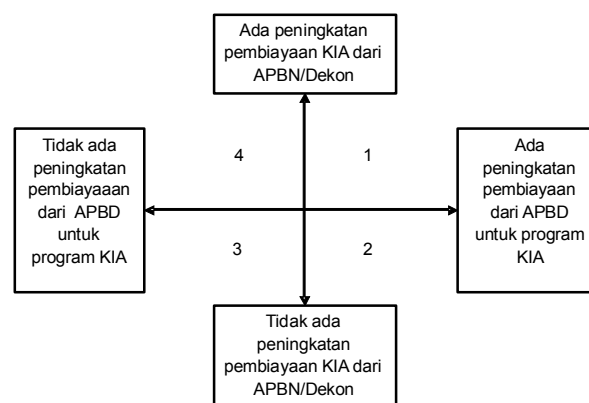 Ada peningkatan
pembiayaan KIA dari
APBN/Dekon
Tidak ada
peningkatan
pembiayaaan
dari APBD
untuk
program KIA
4
1
Ada
peningkatan
pembiayaan
dari APBD
untuk program
KIA
3
2
Tidak ada
peningkatan
pembiayaan KIA dari
APBN/Dekon